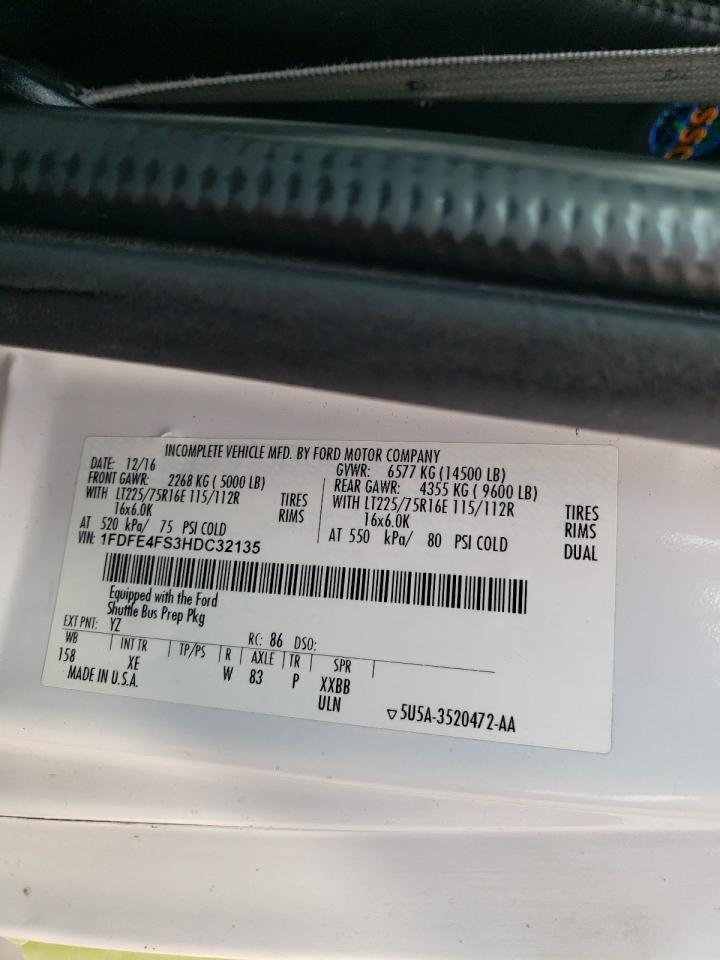 INCOMPLETE VEHICLE MFD. BY FORD MOTOR COMPANY
DATE: 12/16
GVWR: 6577 KG (14500 LB)
FRONT GAWR: 2268 KG ( 5000 LB)
REAR GAWR: 4355 KG ( 9600 LB)
WITH LT225/75R16E 115/112R TIRES
WITH LT225/75R16E 115/112R TIRES
16x6.0K RIMS
16x6.0K RIMS
AT 520 kPa/ 75 PSI COLD
AT 550 kPa/ 80 PSI COLD DUAL
VIN: 1FDFE4FS3HDC32135
Equipped with the Ford
Shuttle Bus Prep Pkg
EXT PNT: YZ RC: 86 DSO:
WB INT TR TP/PS R AXLE TR SPR
158 XE W 83 P XXBB
MADE IN U.S.A. ULN ▽5U5A-3520472-AA